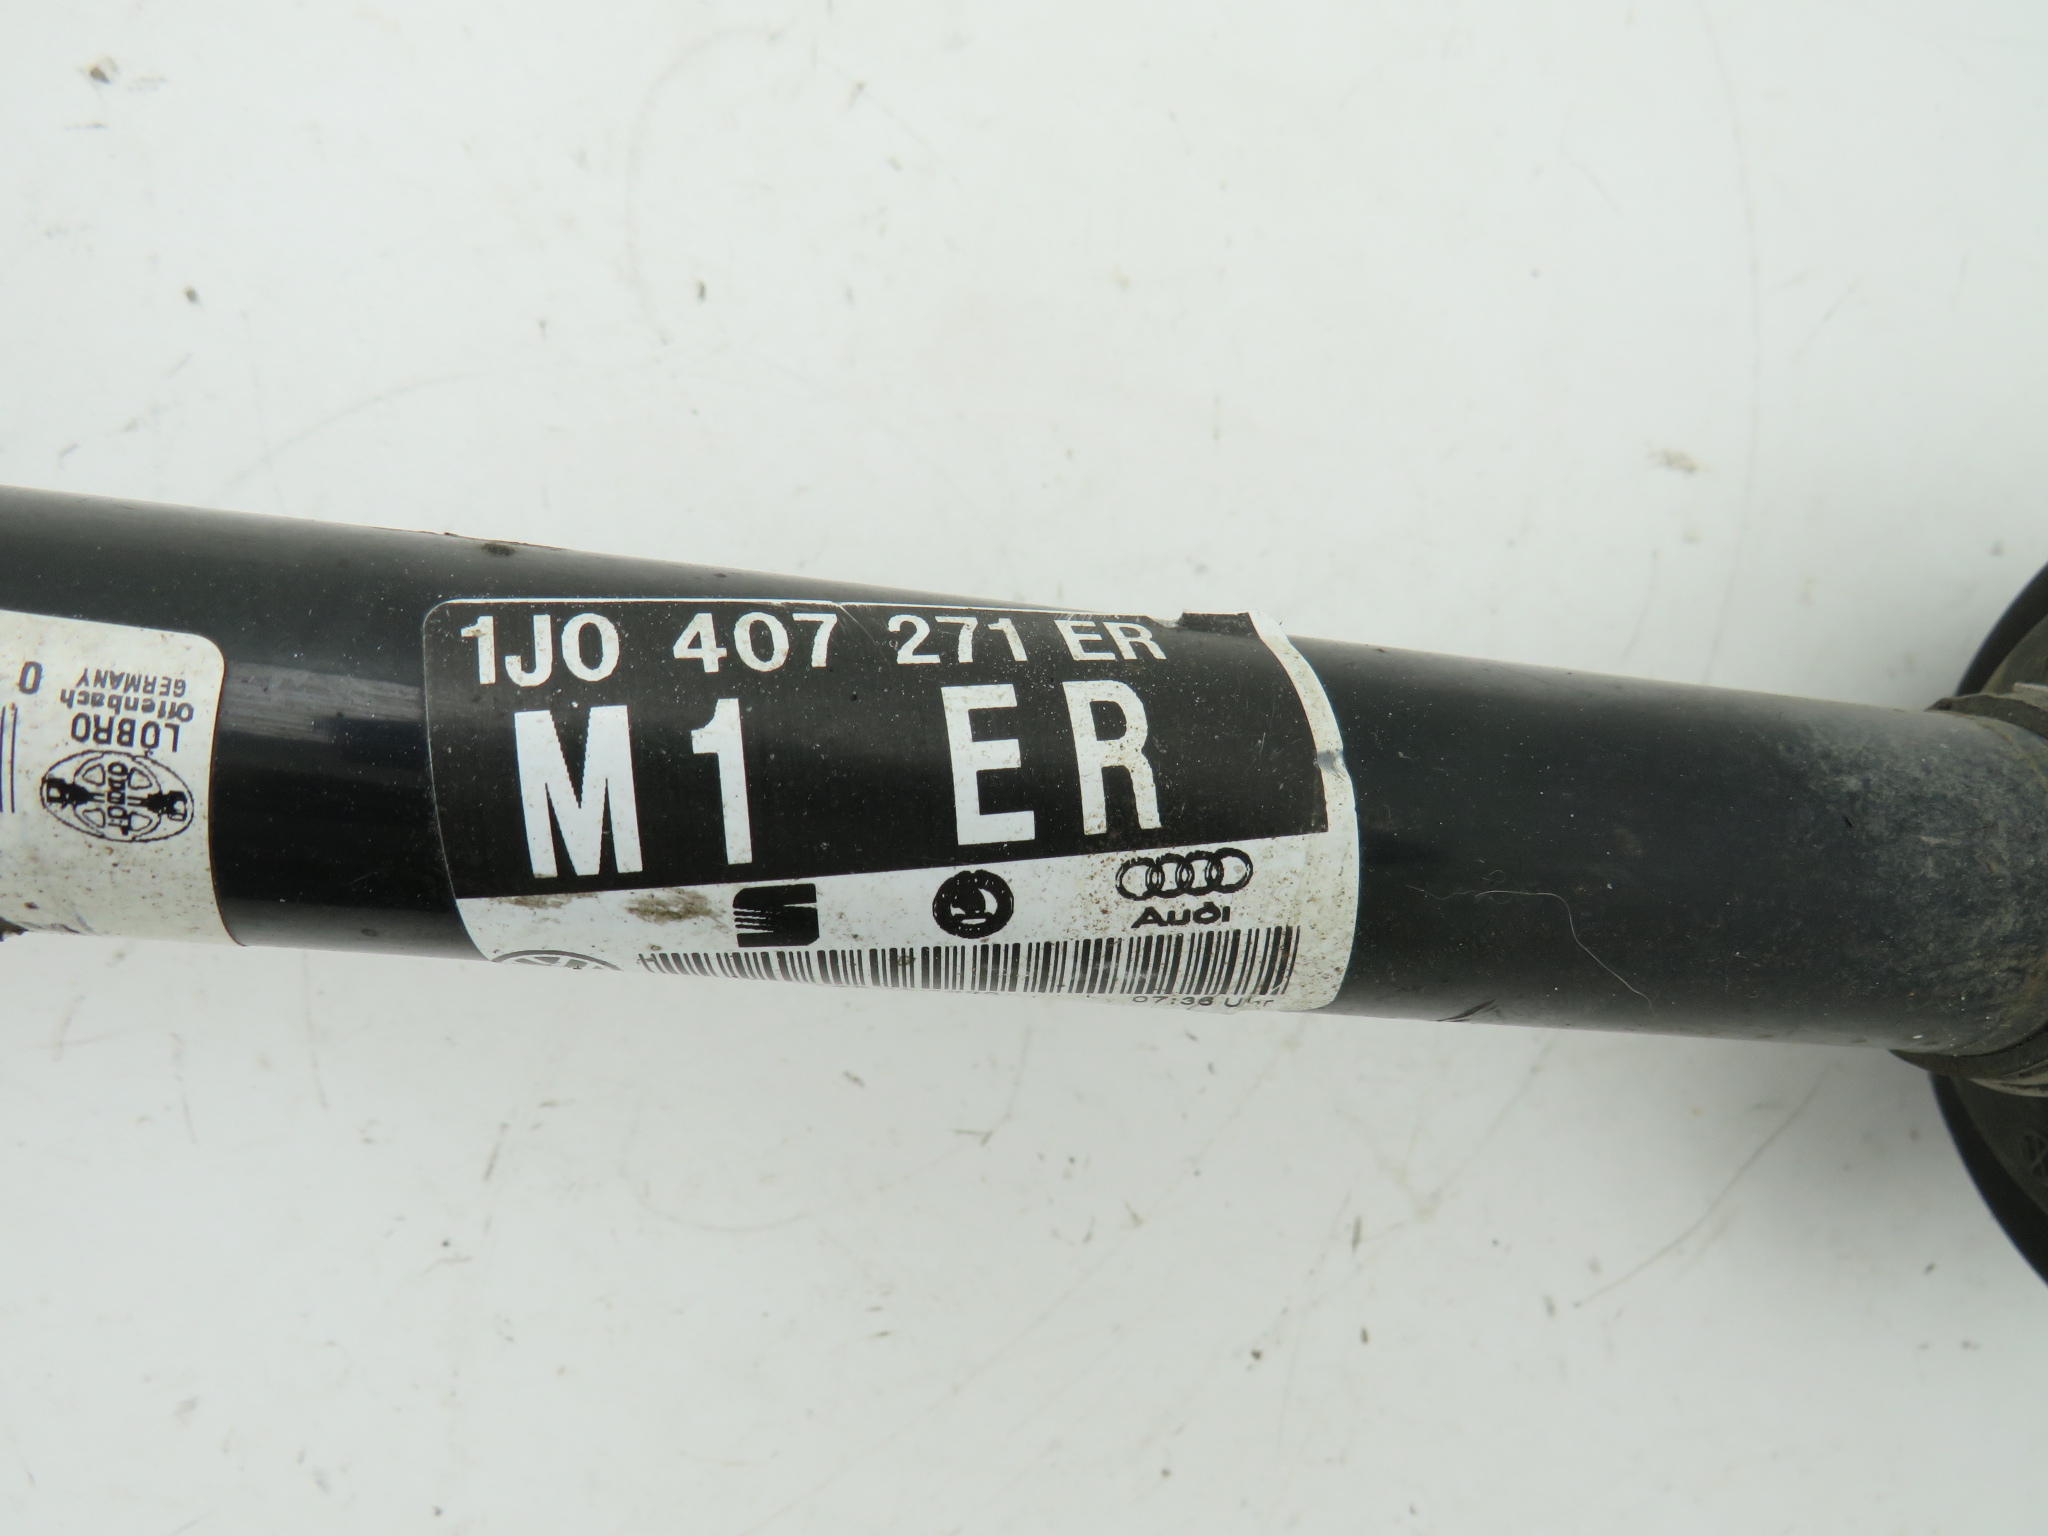 1J0 407 271 ER
M1 ER
Audi
07:36 Uhr
LÖBRO
Offenbach
GERMANY
0